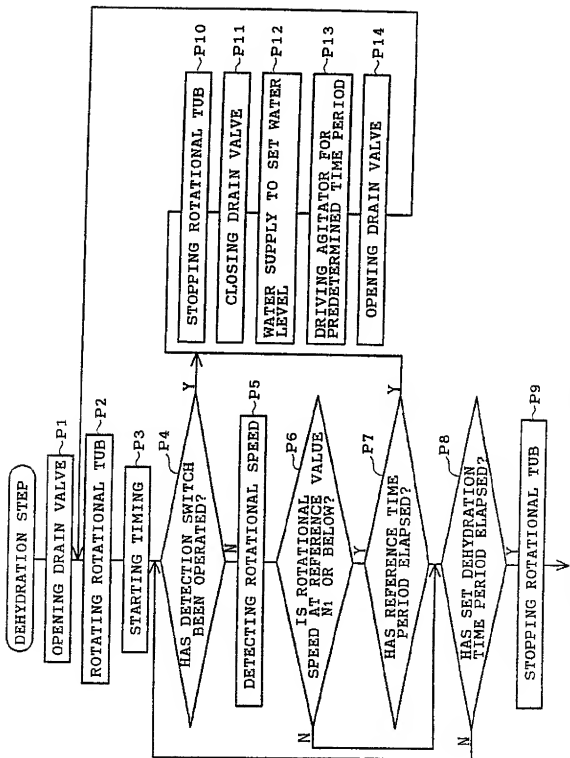 DEHYDRATION STEP
OPENING DRAIN VALVE
P1
ROTATING ROTATIONAL TUB
P2
STARTING TIMING
P3
HAS DETECTION SWITCH
BEEN OPERATED?
P4
Y
N
DETECTING ROTATIONAL SPEED
P5
IS ROTATIONAL
SPEED AT REFERENCE VALUE
N1 OR BELOW?
P6
N
Y
HAS REFERENCE TIME
PERIOD ELAPSED?
P7
Y
HAS SET DEHYDRATION
TIME PERIOD ELAPSED?
P8
N
Y
STOPPING ROTATIONAL TUB
P9
STOPPING ROTATIONAL TUB
P10
CLOSING DRAIN VALVE
P11
WATER SUPPLY TO SET WATER
LEVEL
P12
DRIVING AGITATOR FOR
PREDETERMINED TIME PERIOD
P13
OPENING DRAIN VALVE
P14